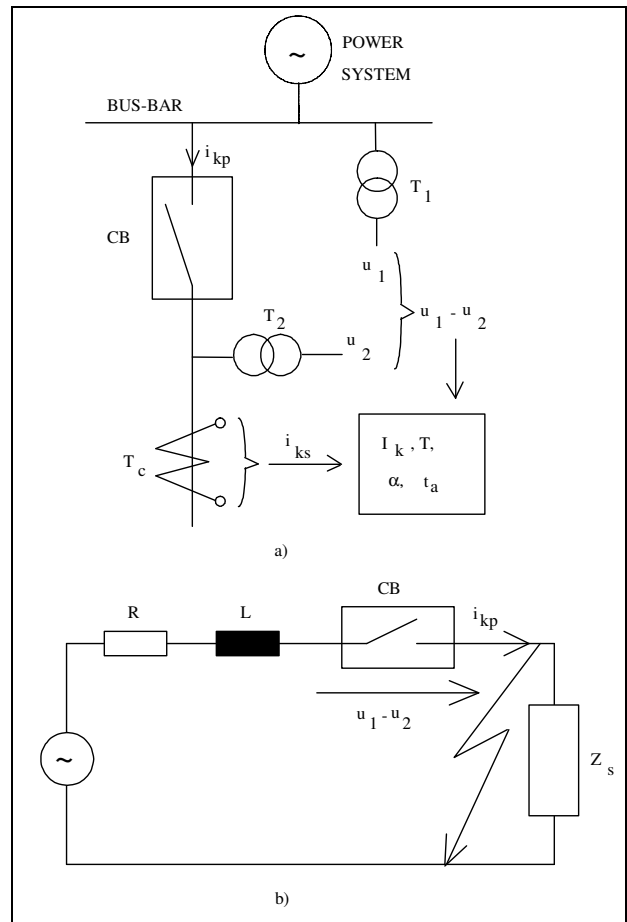 ~
POWER
SYSTEM
BUS-BAR
i kp
T 1
CB
u 1
T 2
u 2
u 1 - u 2
T c
i ks
I k , T,
α, t a
a)
CB
R
L
i kp
u 1 - u 2
~
Z s
b)